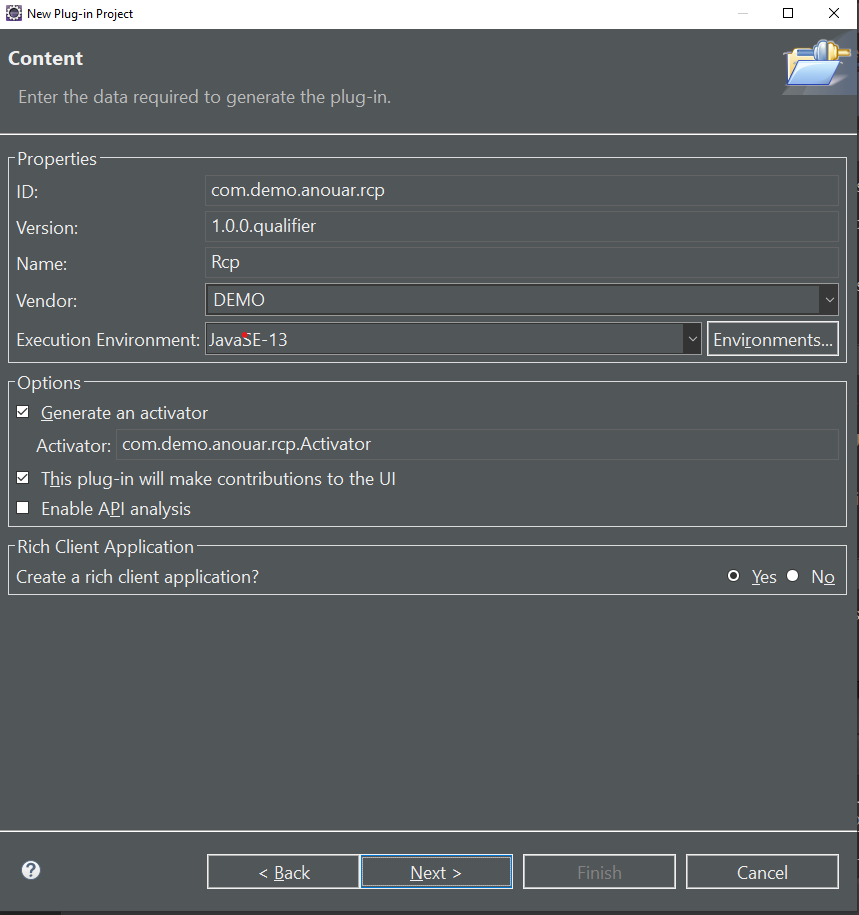 New Plug-in Project
Content
Enter the data required to generate the plug-in.
Properties
ID: com.demo.anouar.rcp
Version: 1.0.0.qualifier
Name: Rcp
Vendor: DEMO
Execution Environment: JavaSE-13 Environments...
Options
Generate an activator
Activator: com.demo.anouar.rcp.Activator
This plug-in will make contributions to the UI
Enable API analysis
Rich Client Application
Create a rich client application? Yes No
? < Back Next > Finish Cancel